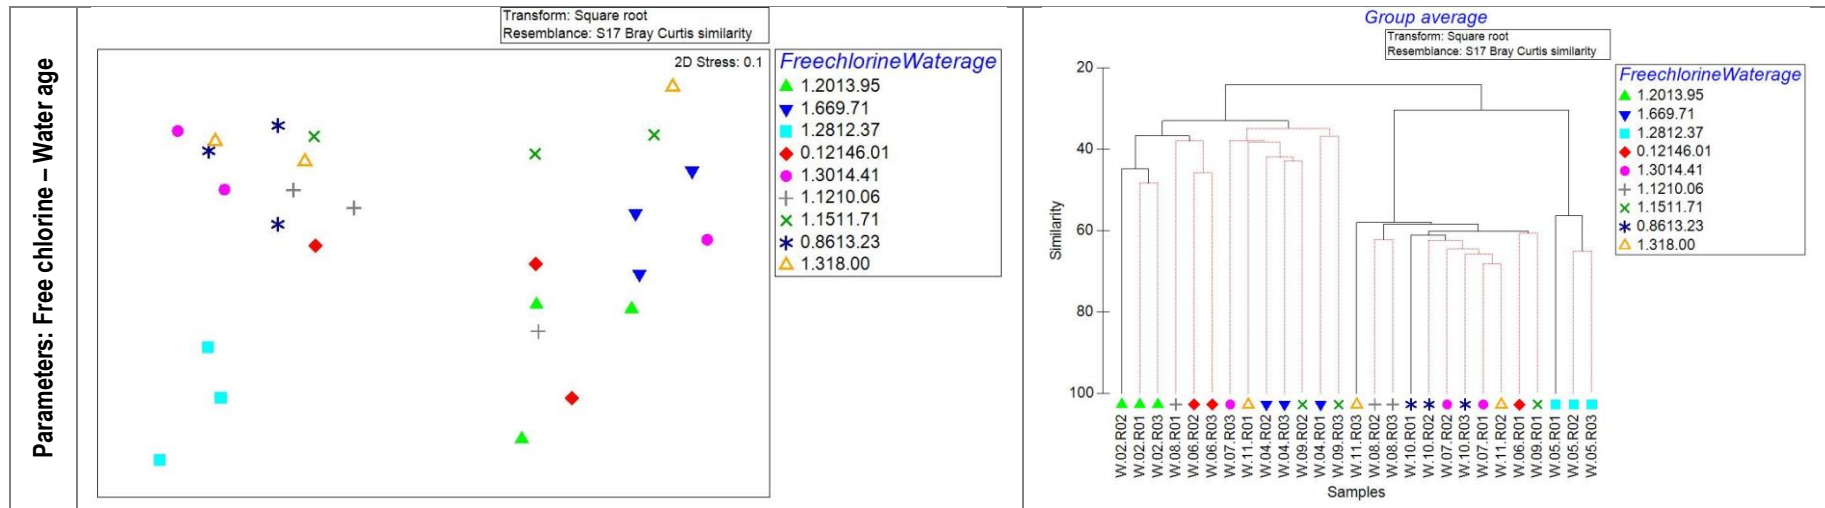 Parameters: Free chlorine – Water age
Transform: Square root
Resemblance: S17 Bray Curtis similarity
2D Stress: 0.1
FreechlorineWaterage
1.2013.95
1.669.71
1.2812.37
0.12146.01
1.3014.41
1.1210.06
1.1511.71
0.8613.23
1.318.00
Group average
Transform: Square root
Resemblance: S17 Bray Curtis similarity
FreechlorineWaterage
1.2013.95
1.669.71
1.2812.37
0.12146.01
1.3014.41
1.1210.06
1.1511.71
0.8613.23
1.318.00
Similarity
20
40
60
80
100
W.02.R02
W.02.R01
W.02.R03
W.08.R01
W.06.R02
W.06.R03
W.07.R03
W.11.R01
W.04.R02
W.04.R03
W.09.R02
W.04.R01
W.09.R03
W.11.R03
W.08.R02
W.08.R03
W.10.R01
W.10.R02
W.07.R02
W.10.R03
W.07.R01
W.11.R02
W.06.R01
W.09.R01
W.05.R01
W.05.R02
W.05.R03
Samples